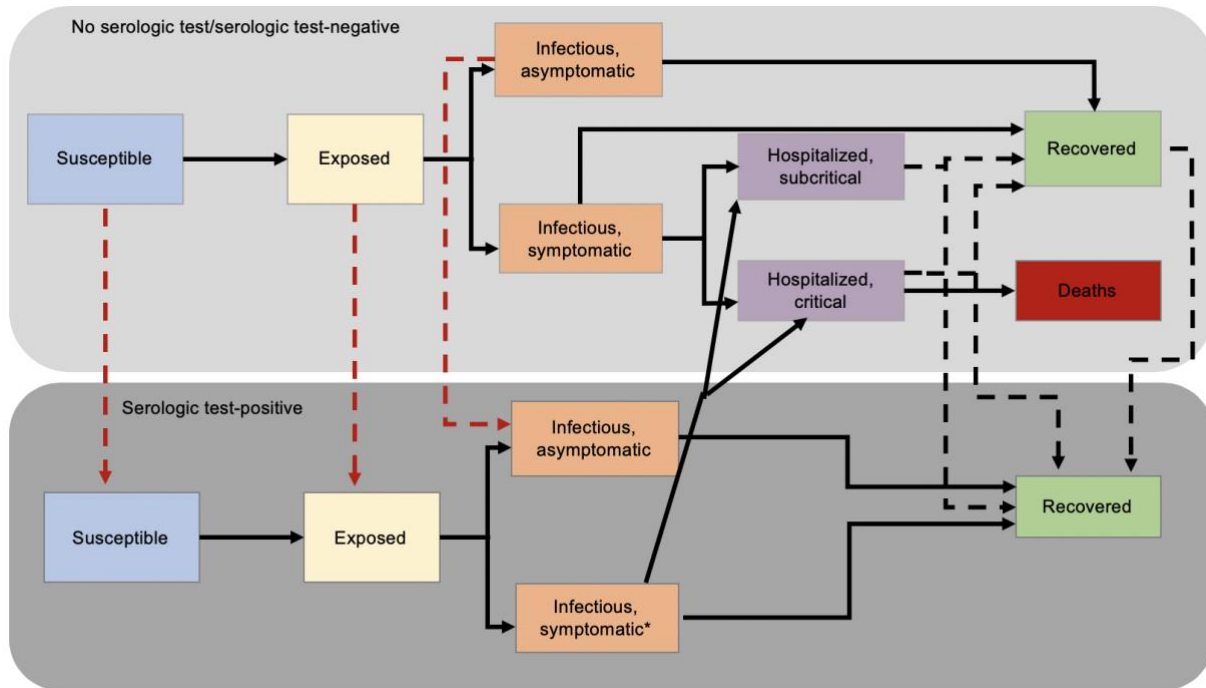 No serologic test/serologic test-negative
Infectious,
asymptomatic
Susceptible
Exposed
Hospitalized,
subcritical
Recovered
Infectious,
symptomatic
Hospitalized,
critical
Deaths
Serologic test-positive
Infectious,
asymptomatic
Susceptible
Exposed
Recovered
Infectious,
symptomatic*